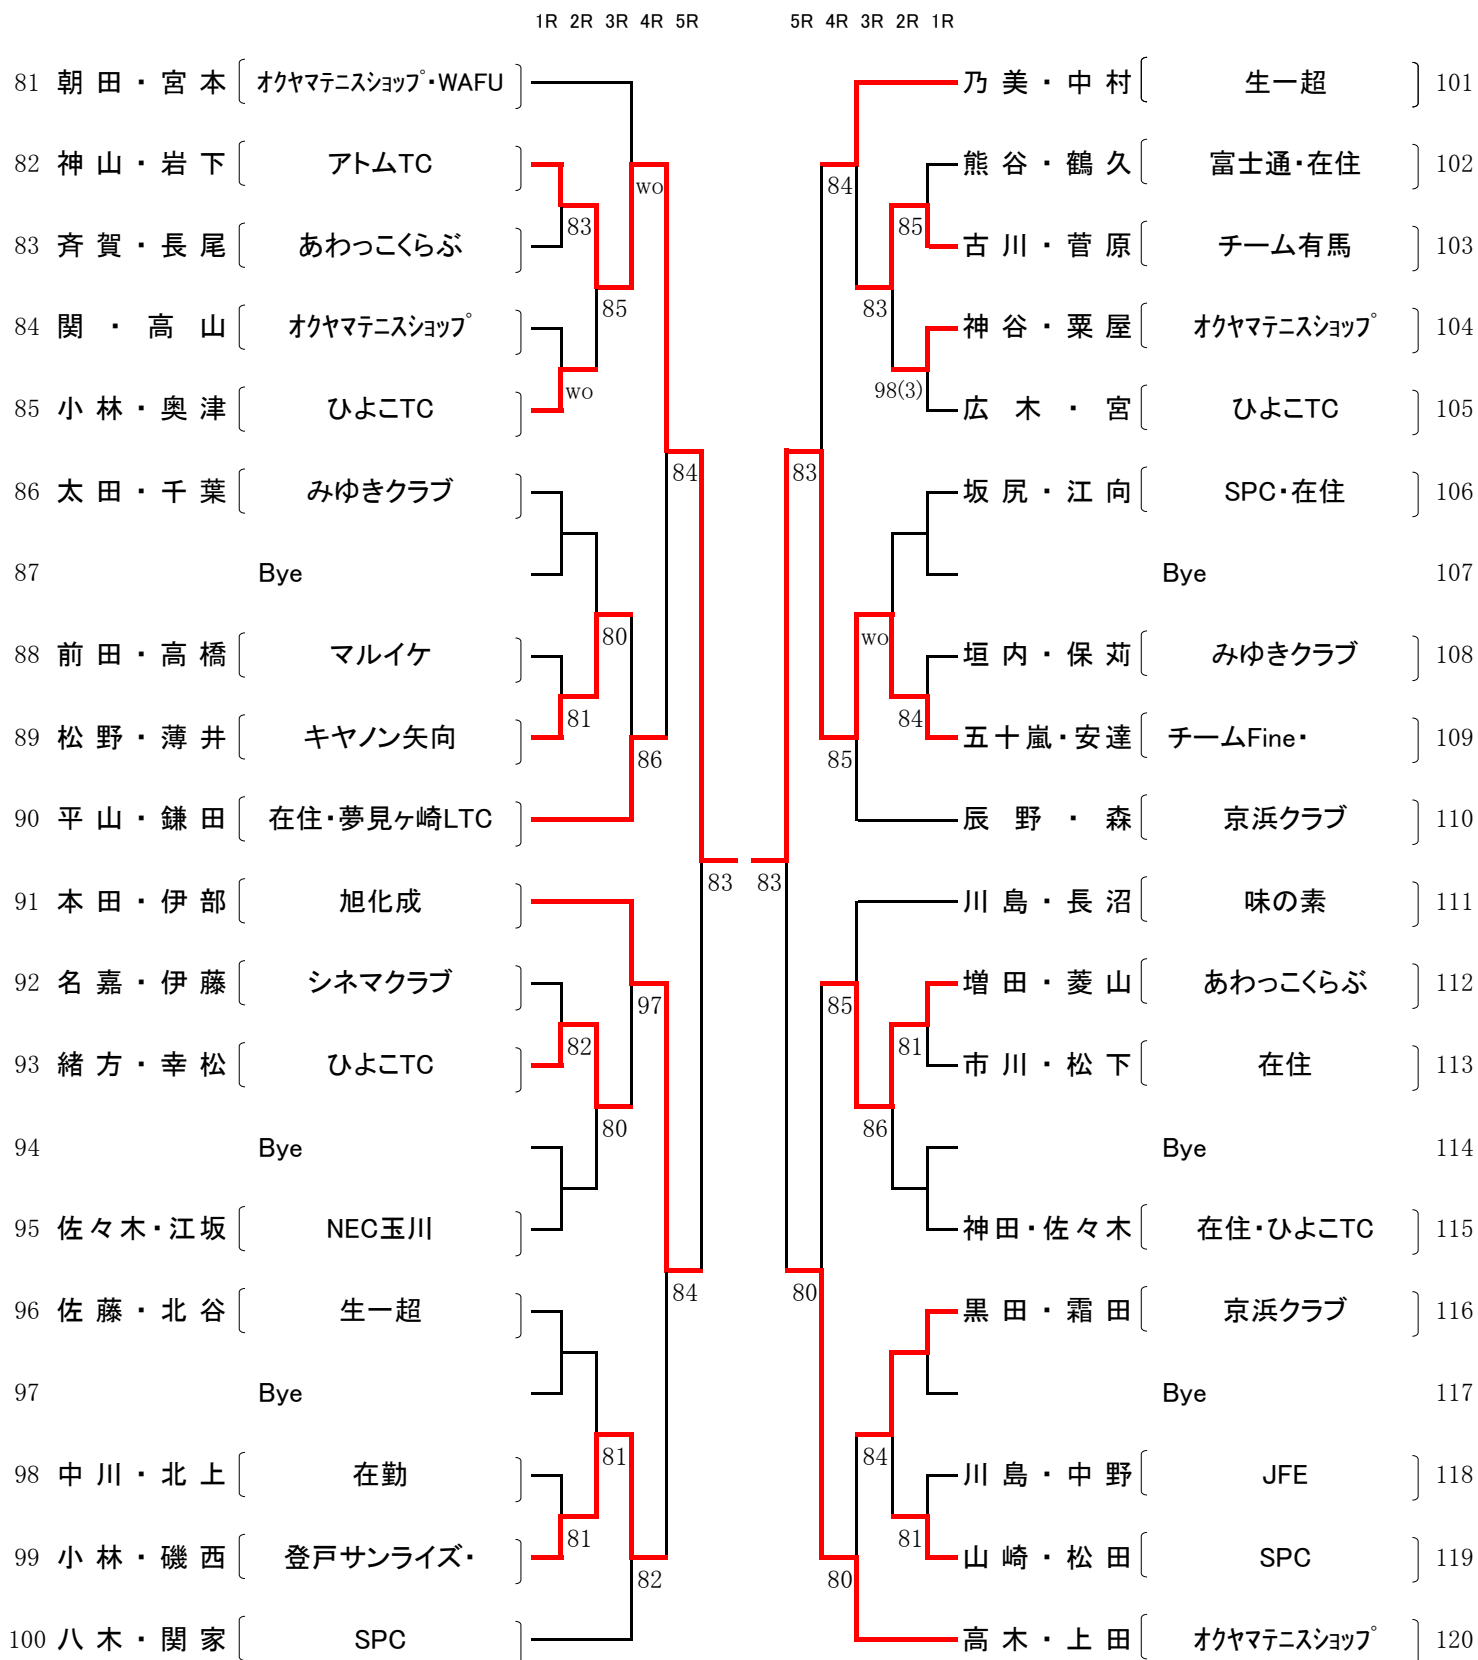 1R 2R 3R 4R 5R 5R 4R 3R 2R 1R
81 朝田・宮本 オクヤマテニスショップ・WAFU 乃美・中村 生一超 101
82 神山・岩下 アトムTC wo 84 熊谷・鶴久 富士通・在住 102
83 斉賀・長尾 あわっこくらぶ 83 85 古川・菅原 チーム有馬 103
85 83
84 関・高山 オクヤマテニスショップ 神谷・粟屋 オクヤマテニスショップ 104
wo 98(3)
85 小林・奥津 ひよこTC 広木・宮 ひよこTC 105
84 83
86 太田・千葉 みゆきクラブ 坂尻・江向 SPC・在住 106
87 Bye Bye 107
80 wo
88 前田・高橋 マルイケ 垣内・保苅 みゆきクラブ 108
81 84
89 松野・薄井 キヤノン矢向 五十嵐・安達 チームFine・ 109
86 85
90 平山・鎌田 在住・夢見ヶ崎LTC 辰野・森 京浜クラブ 110
83 83
91 本田・伊部 旭化成 川島・長沼 味の素 111
92 名嘉・伊藤 シネマクラブ 増田・菱山 あわっこくらぶ 112
97 85
82 81
93 緒方・幸松 ひよこTC 市川・松下 在住 113
80 86
94 Bye Bye 114
95 佐々木・江坂 NEC玉川 神田・佐々木 在住・ひよこTC 115
84 80
96 佐藤・北谷 生一超 黒田・霜田 京浜クラブ 116
97 Bye Bye 117
81 84
98 中川・北上 在勤 川島・中野 JFE 118
81 81
99 小林・磯西 登戸サンライズ・ 山崎・松田 SPC 119
82 80
100 八木・関家 SPC 高木・上田 オクヤマテニスショップ 120